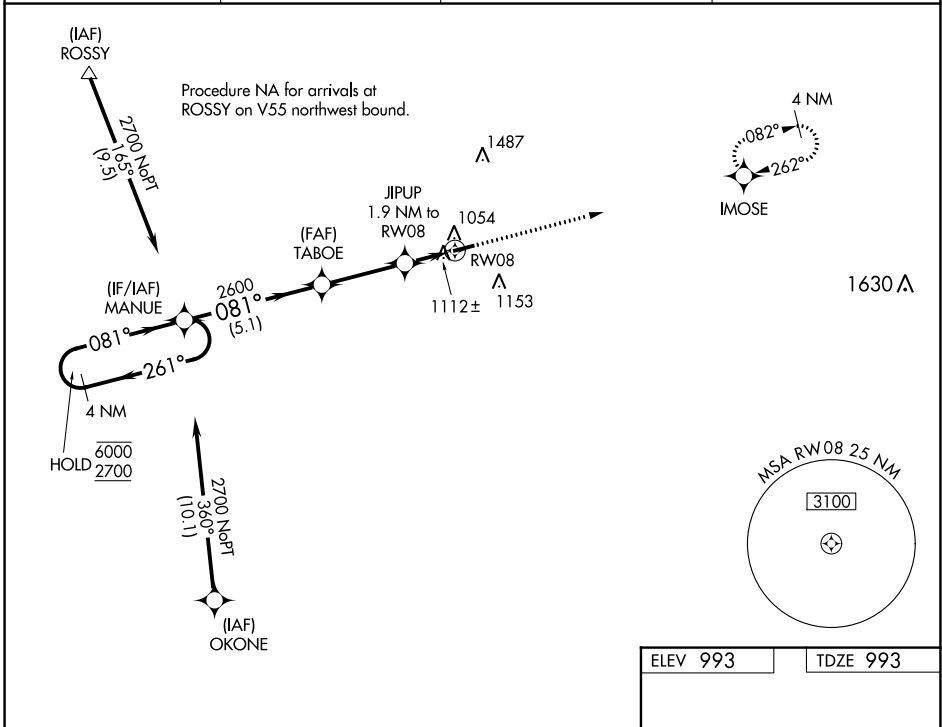 (IAF)
ROSSY
Procedure NA for arrivals at
ROSSY on V55 northwest bound.
2700 NoPT
165°
(9.5)
4 NM
082°
262°
IMOSE
1487
JIPUP
1.9 NM to
RW08
1054
(FAF)
TABOE
RW08
1112±
1153
1630
(IF/IAF)
MANUE
2600
081°
(5.1)
081°
261°
4 NM
HOLD
6000
2700
2700 NoPT
360°
(10.1)
(IAF)
OKONE
MSA RW08 25 NM
3100
ELEV 993
TDZE 993